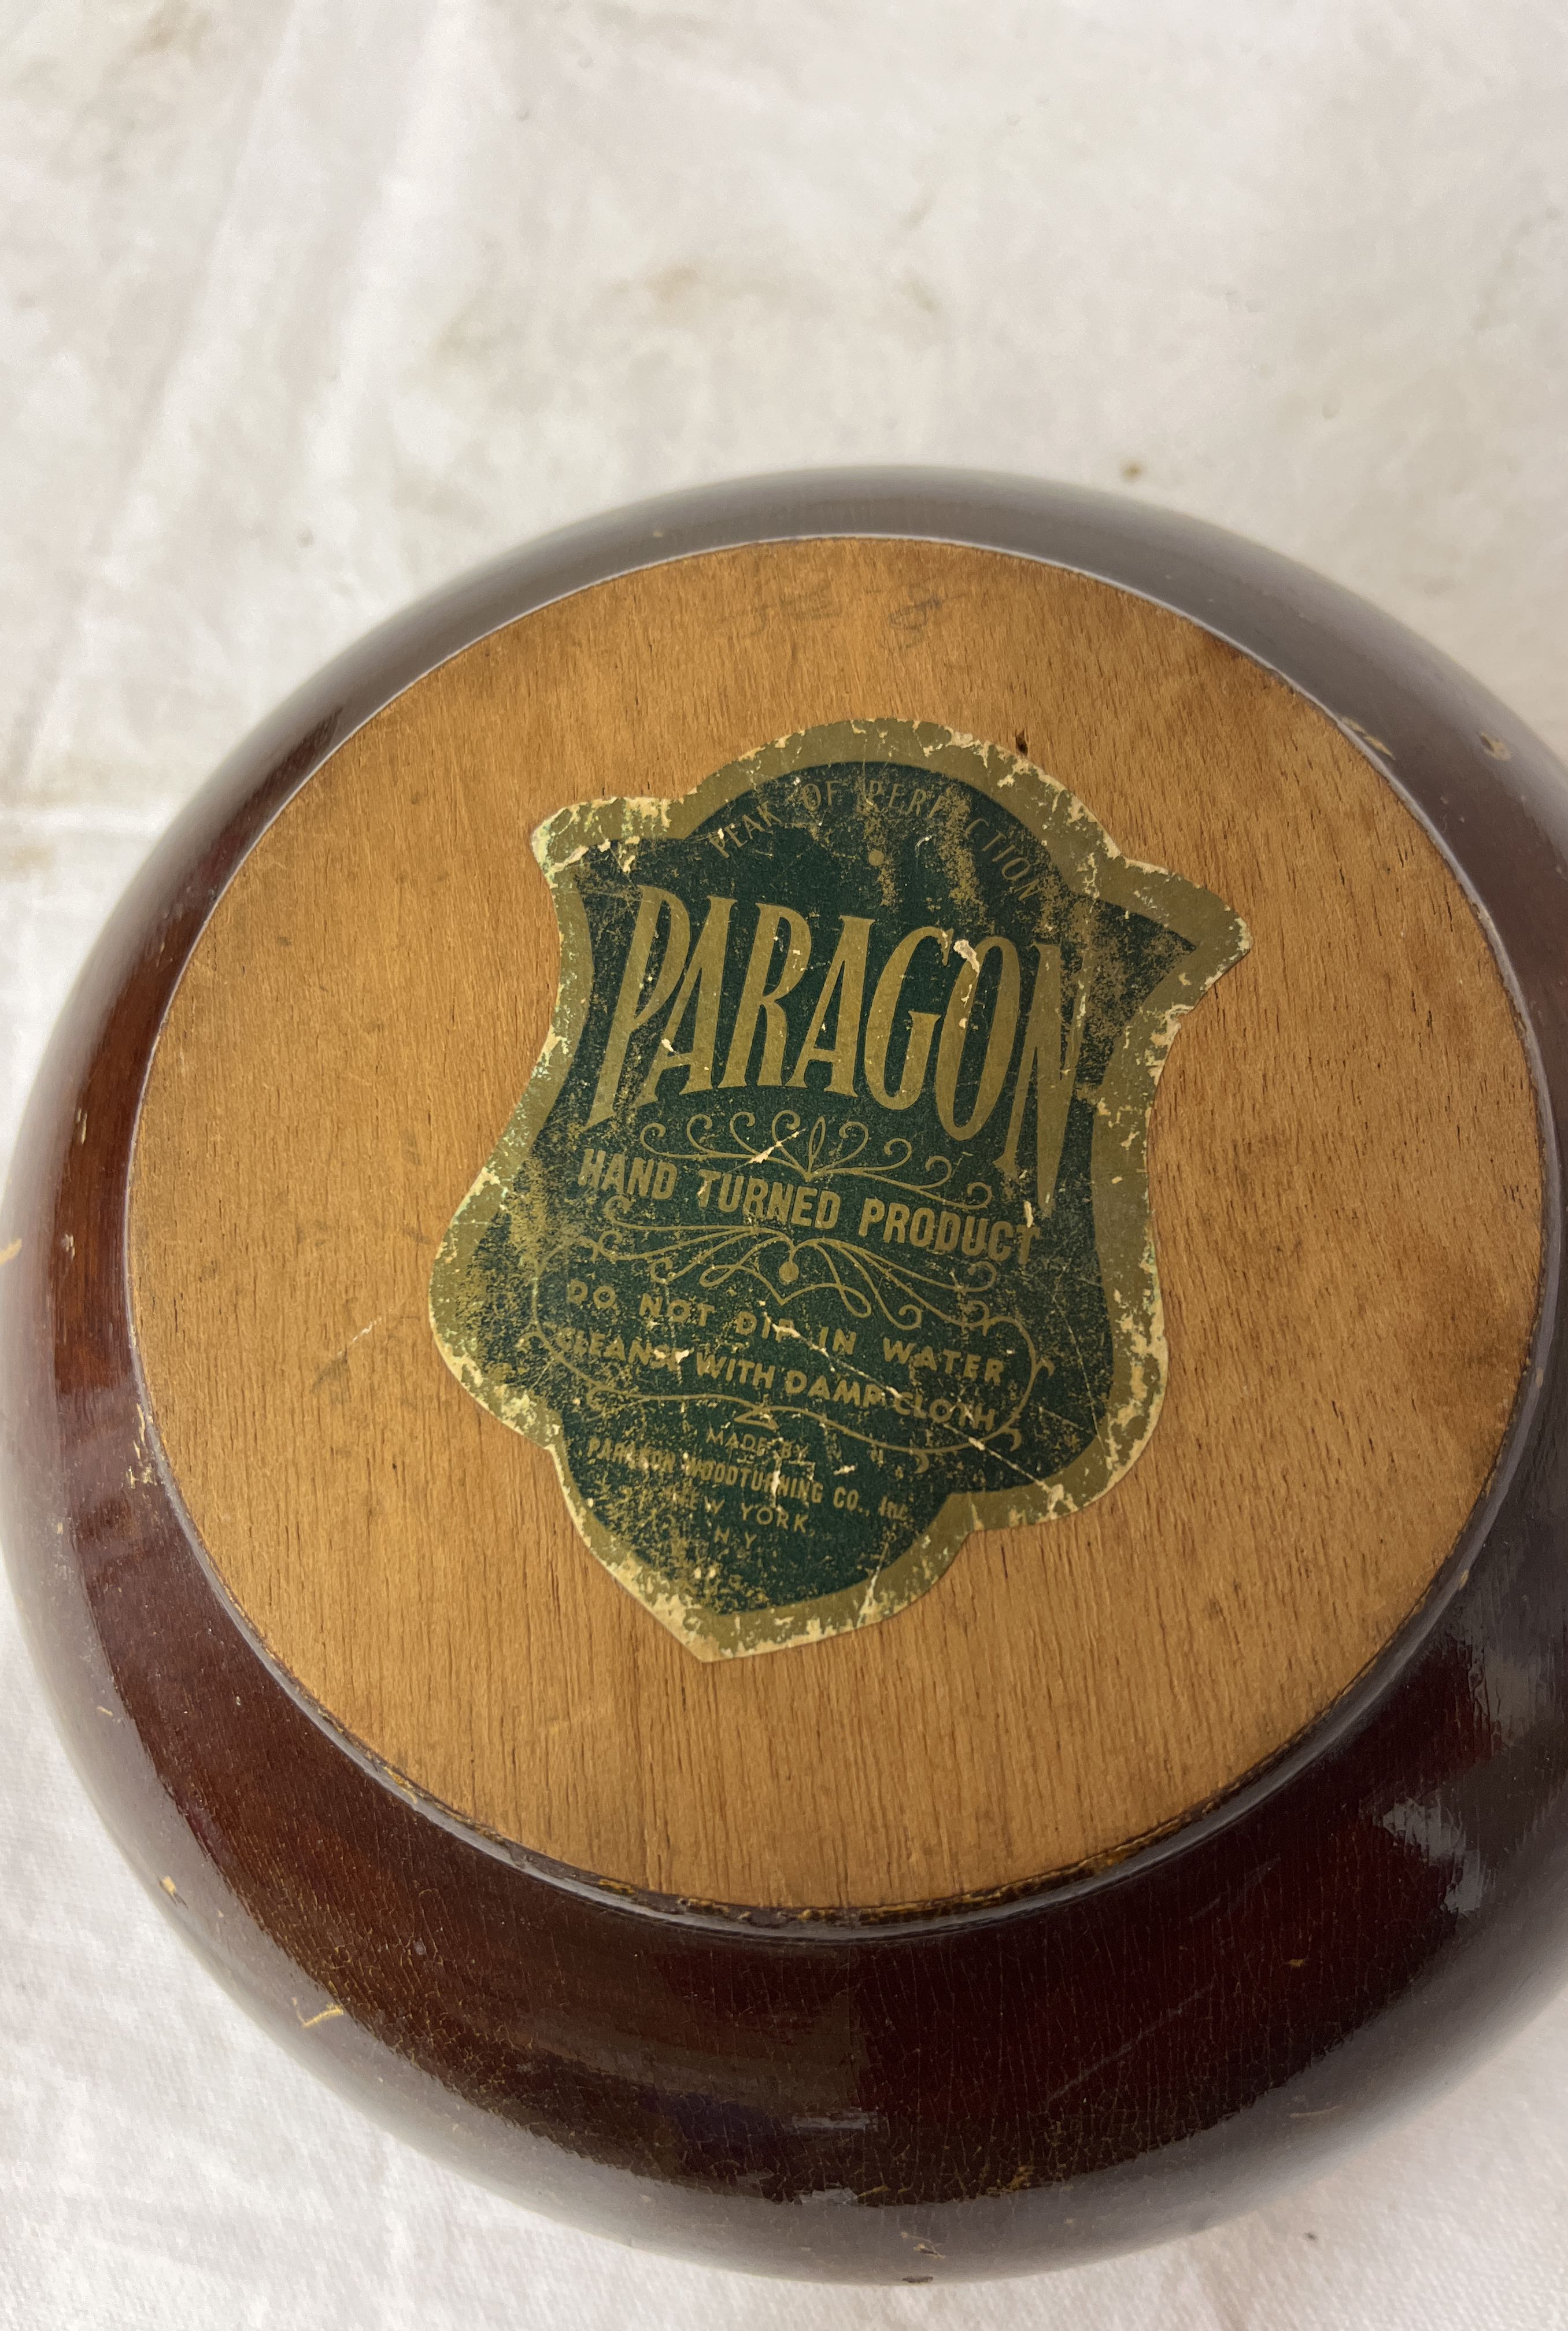 PEAK OF PERFECTION
PARAGON
HAND TURNED PRODUCT
DO NOT DIP IN WATER
CLEAN WITH DAMP CLOTH
MADE BY
PARAGON WOODTURNING CO., Inc.
NEW YORK
N Y